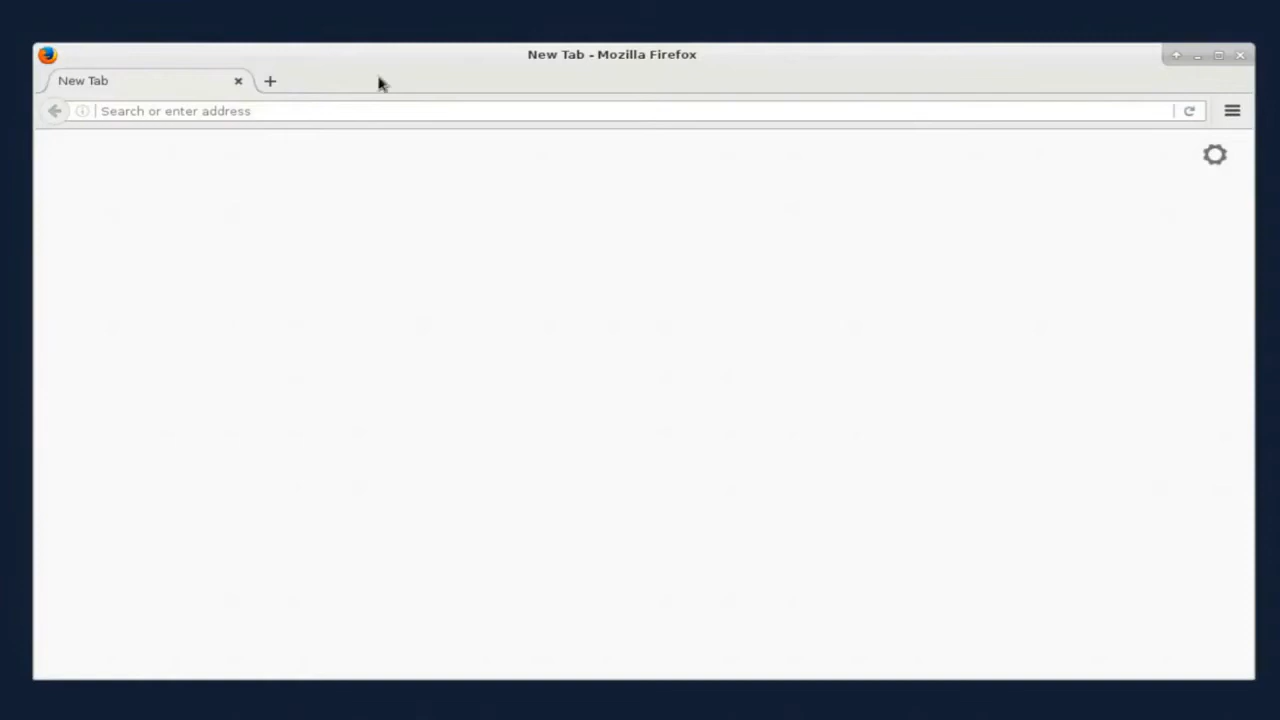 New Tab - Mozilla Firefox
New Tab
Search or enter address